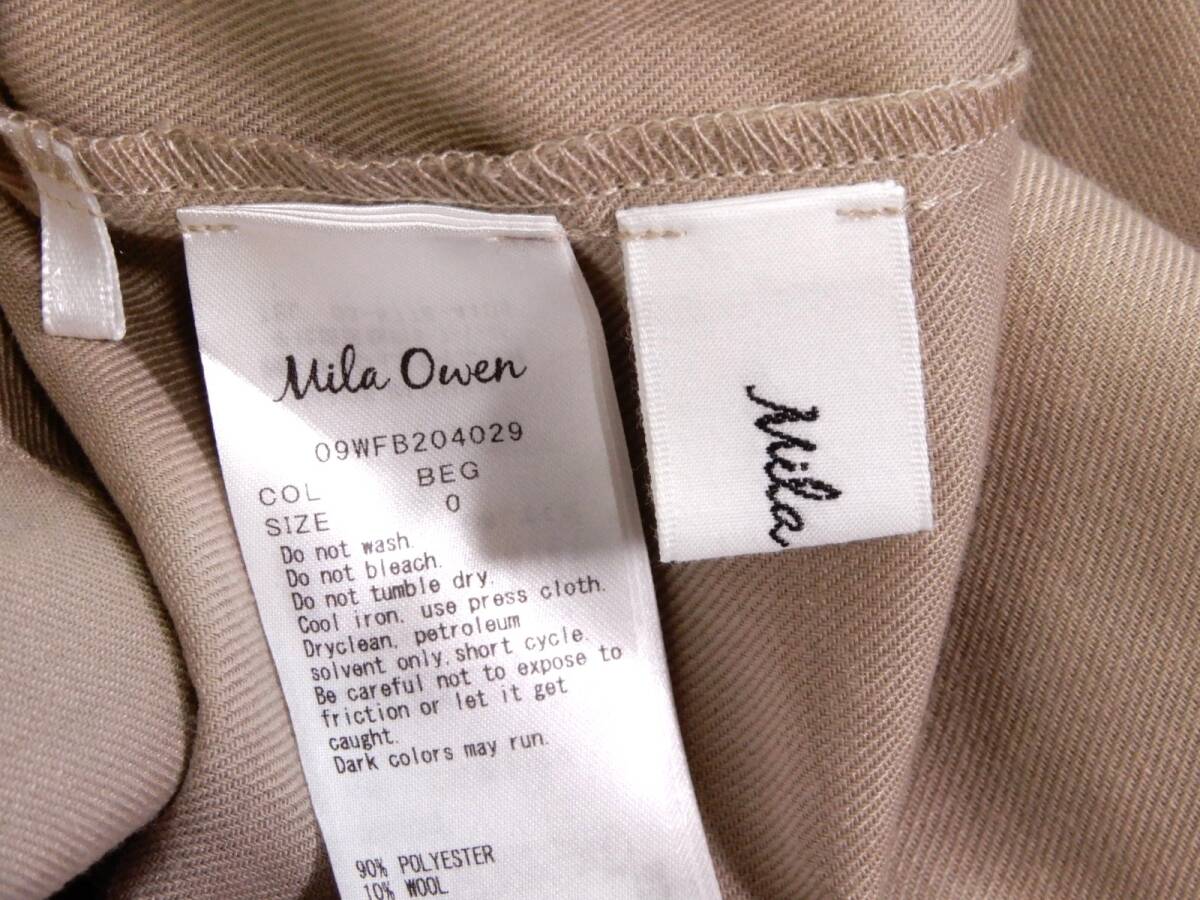 Mila Owen
09WFB204029
COL BEG
SIZE 0
Do not wash.
Do not bleach.
Do not tumble dry.
Cool iron. use press cloth.
Dryclean, petroleum
solvent only.short cycle.
Be careful not to expose to
friction or let it get
caught.
Dark colors may run.
90% POLYESTER
10% WOOL
Mila